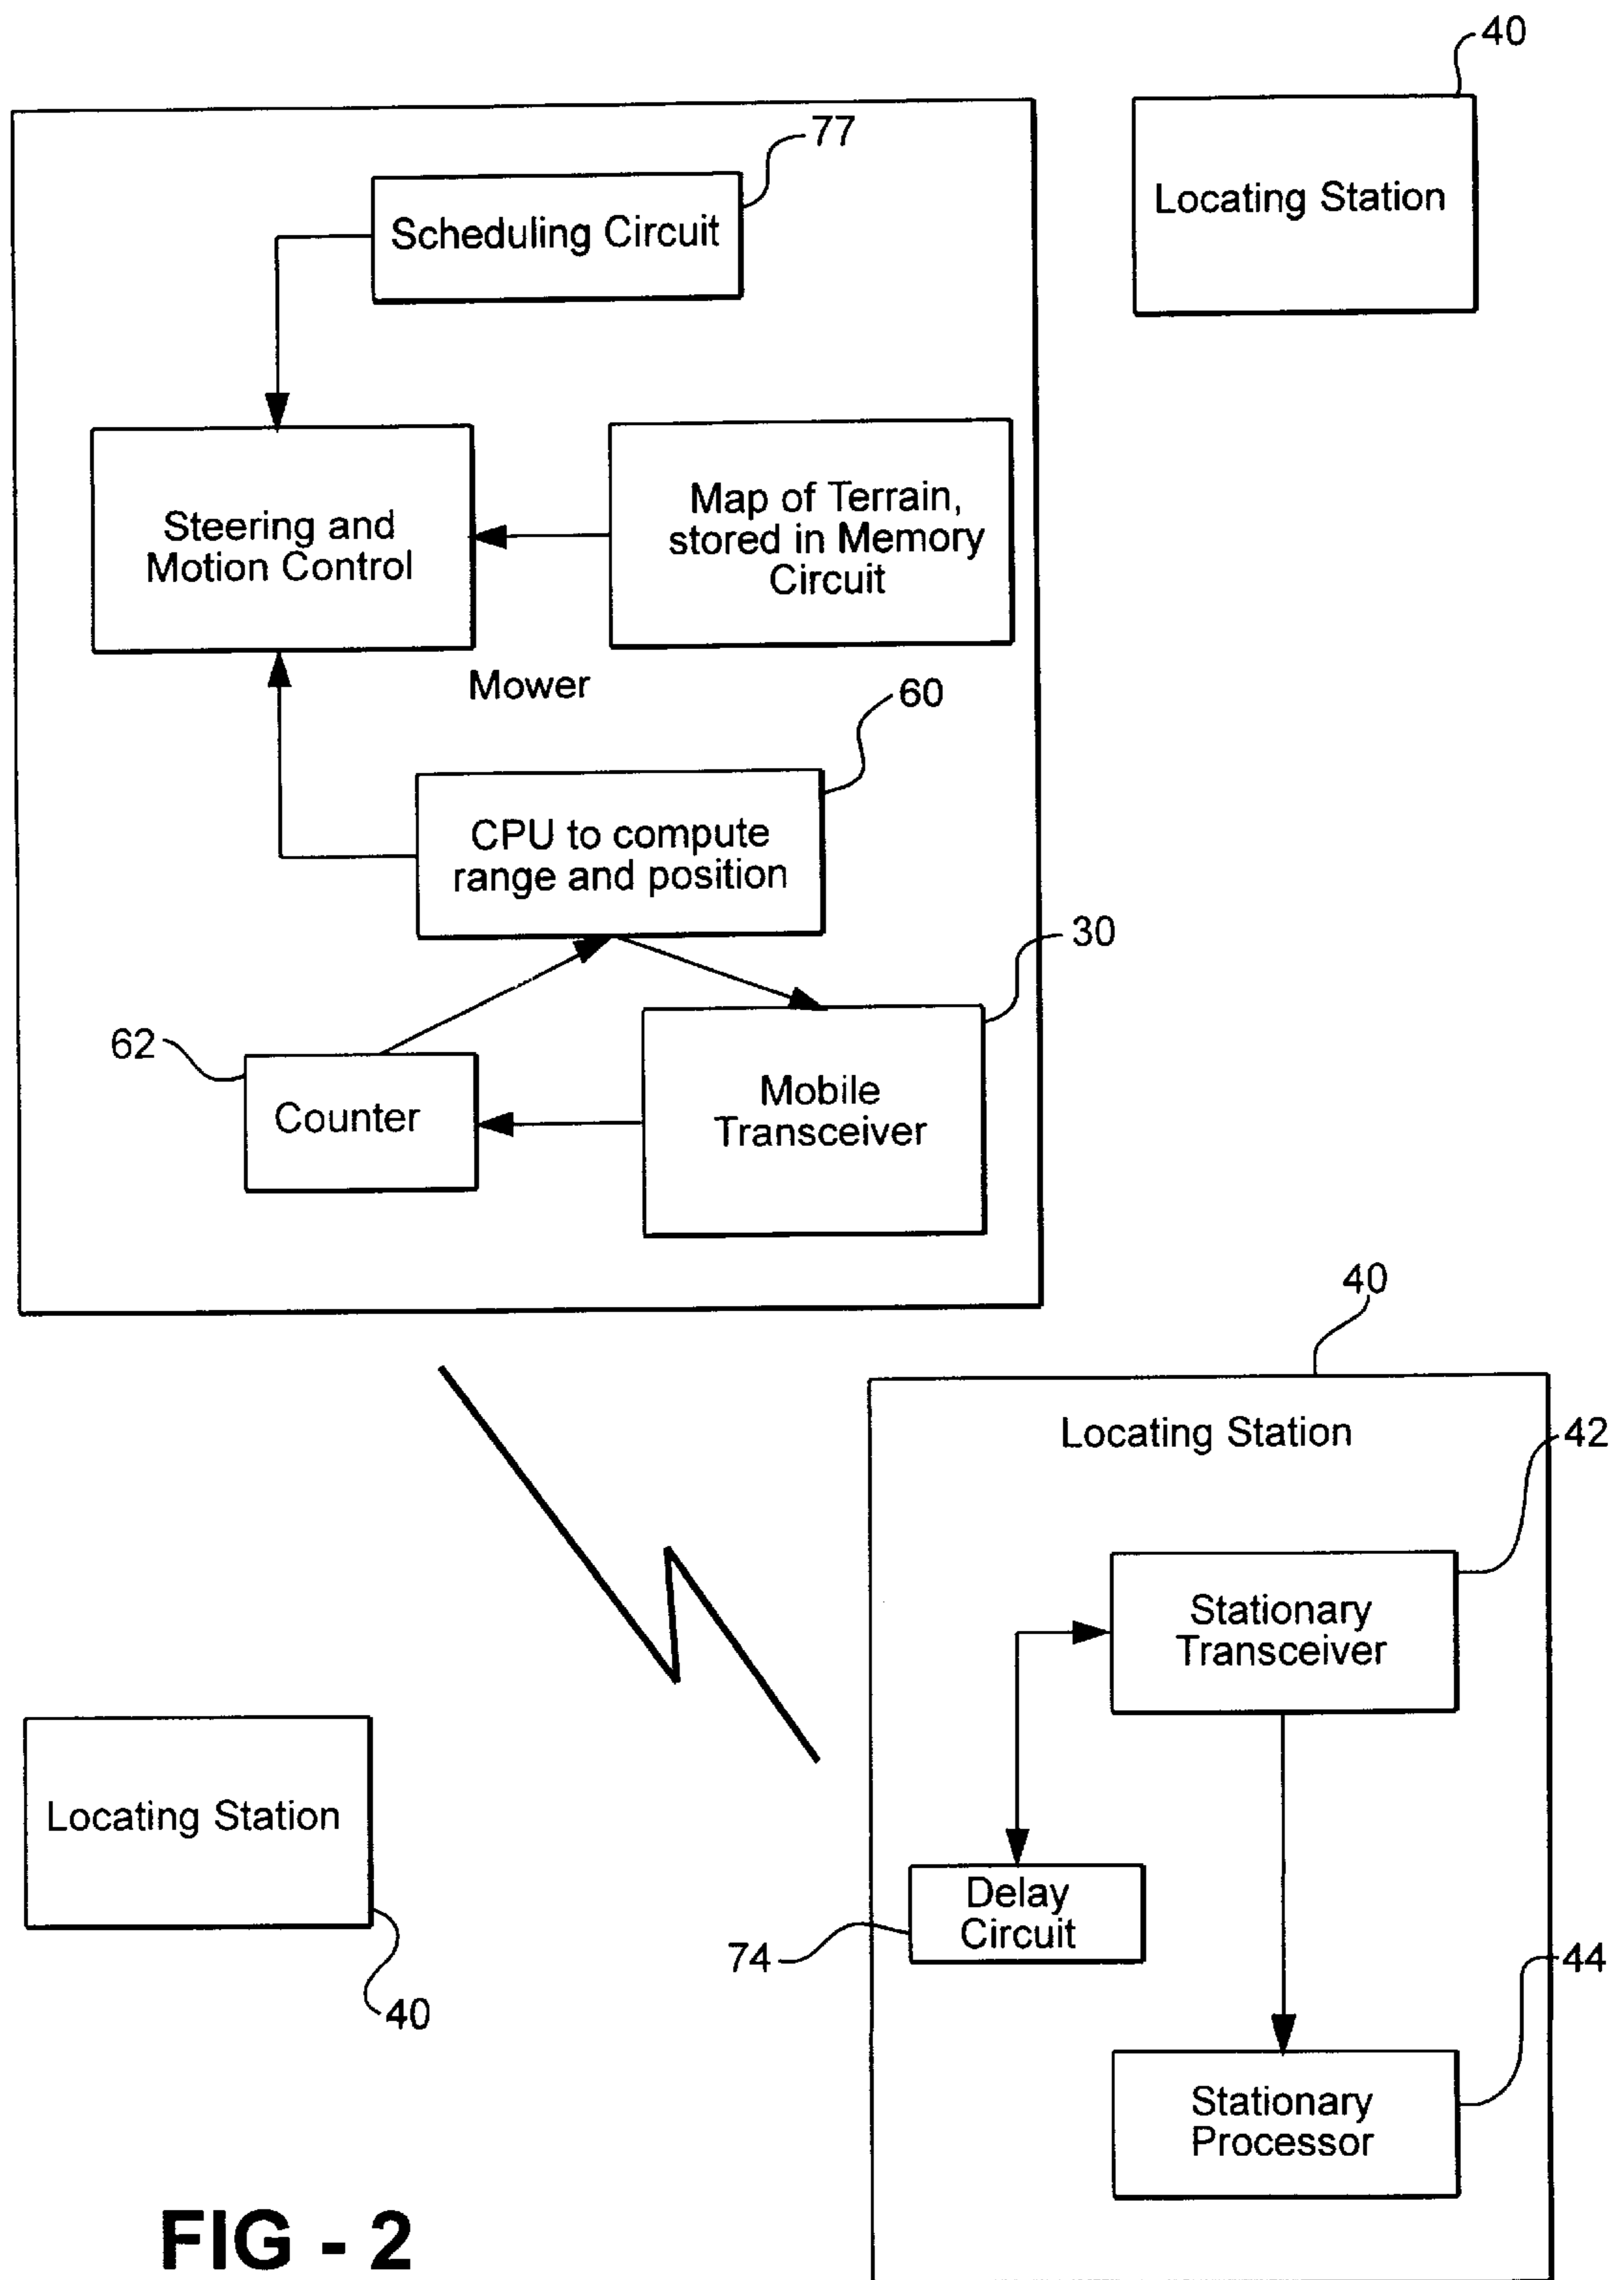 40
Locating Station
77
Scheduling Circuit
Steering and
Motion Control
Map of Terrain,
stored in Memory
Circuit
Mower
60
CPU to compute
range and position
30
62
Counter
Mobile
Transceiver
40
Locating Station
42
Stationary
Transceiver
Locating Station
40
Delay
Circuit
74
44
Stationary
Processor
FIG - 2